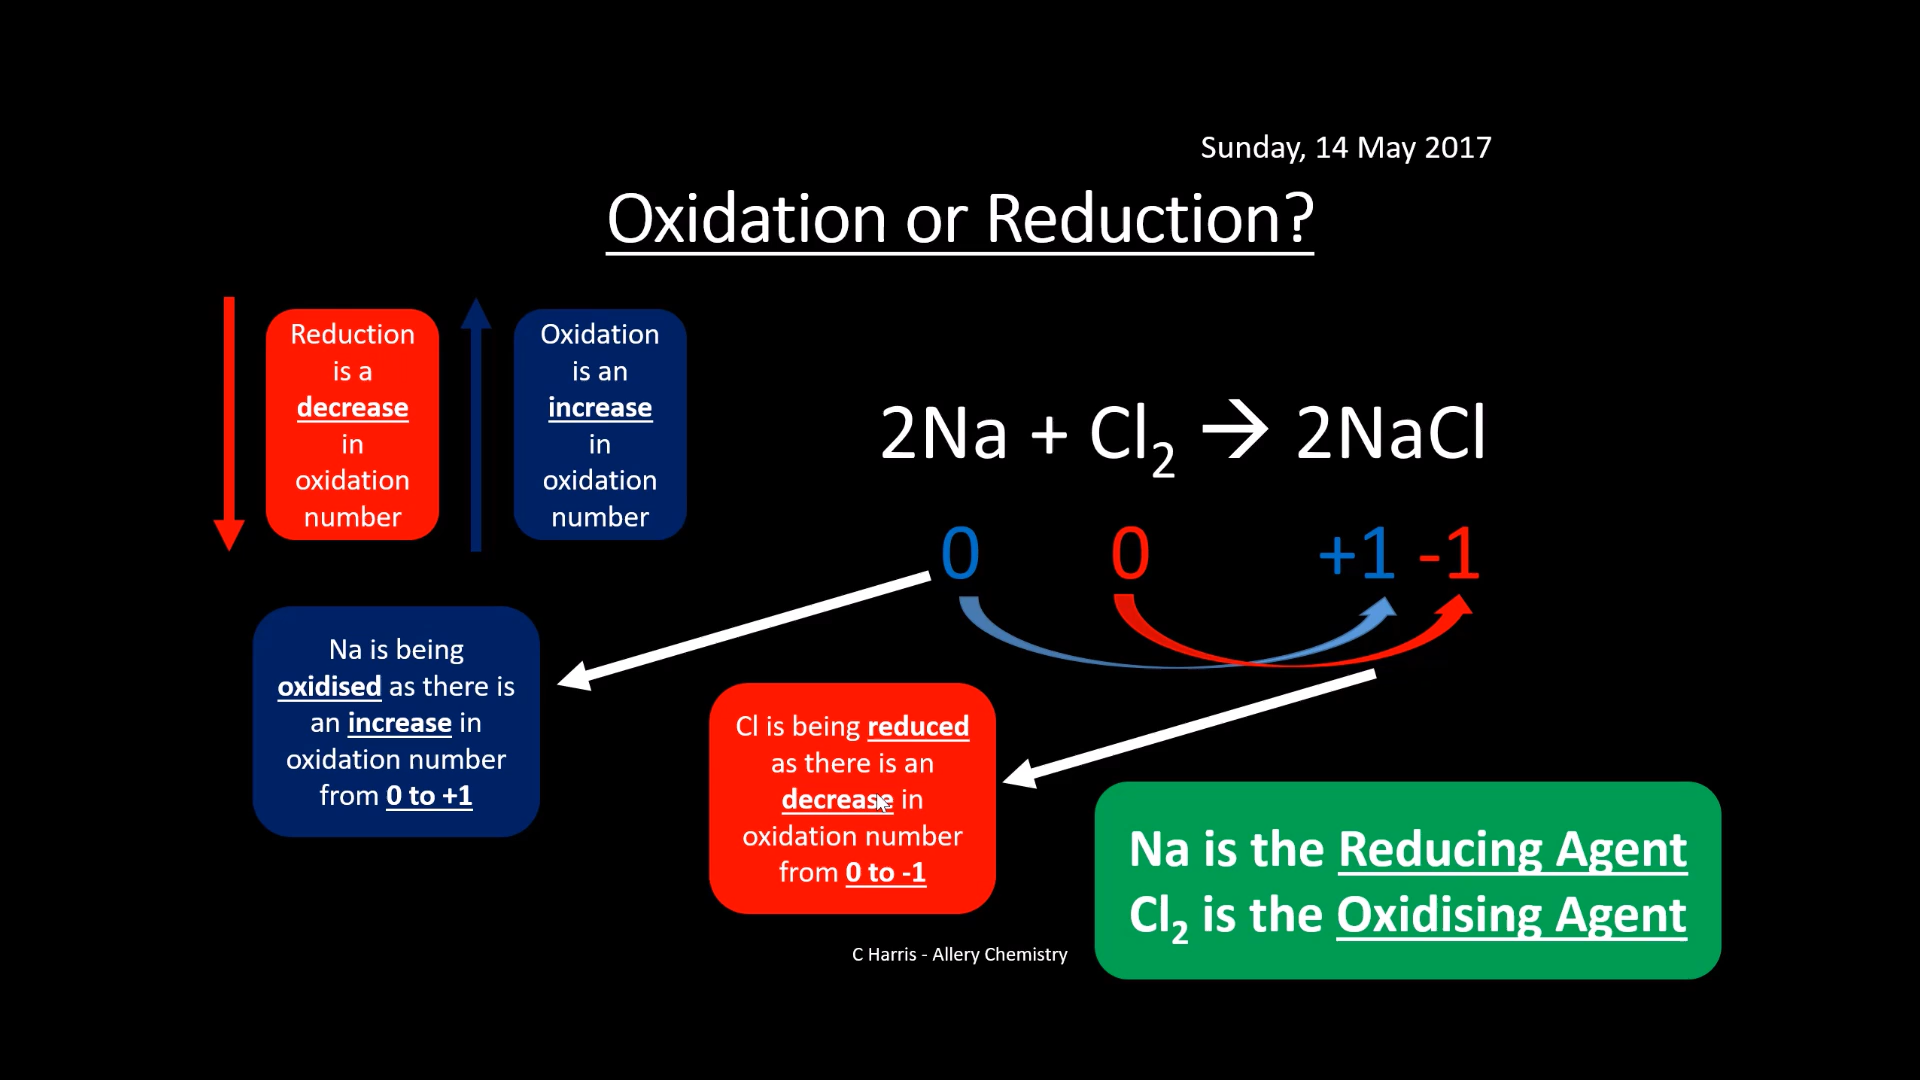 Sunday, 14 May 2017
Oxidation or Reduction?
Reduction
is a
decrease
in
oxidation
number
Oxidation
is an
increase
in
oxidation
number
2Na + Cl₂ → 2NaCl
0 0 +1 -1
Na is being
oxidised as there is
an increase in
oxidation number
from 0 to +1
Cl is being reduced
as there is an
decrease in
oxidation number
from 0 to -1
Na is the Reducing Agent
Cl₂ is the Oxidising Agent
C Harris - Allery Chemistry